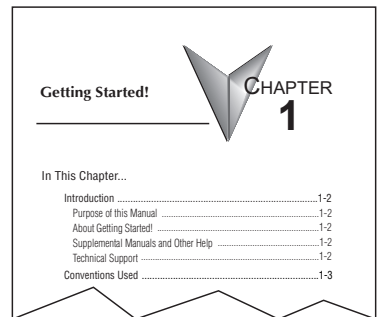 Getting Started!
CHAPTER
1
In This Chapter...
Introduction ...1-2
Purpose of this Manual ...1-2
About Getting Started! ...1-2
Supplemental Manuals and Other Help ...1-2
Technical Support ...1-2
Conventions Used ...1-3